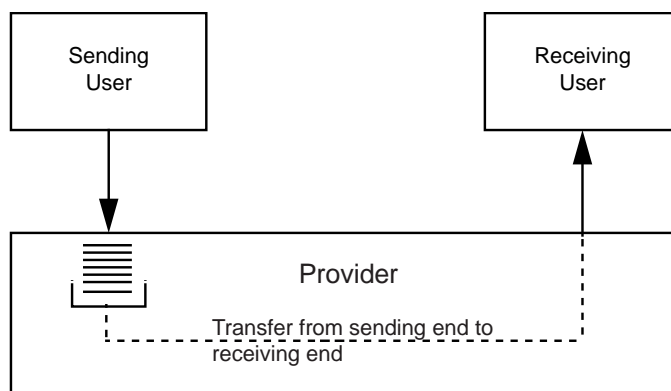 Sending
User
Receiving
User
Provider
Transfer from sending end to
receiving end